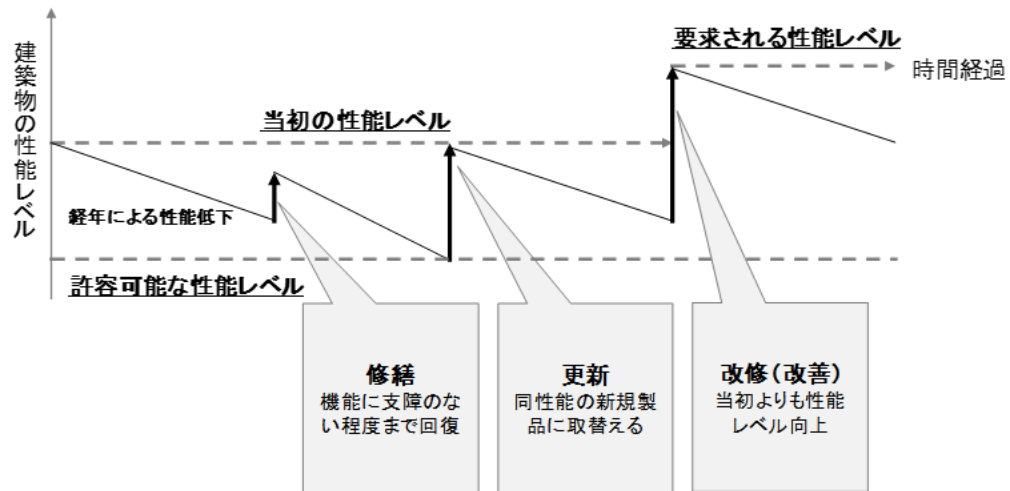 建築物の性能レベル
要求される性能レベル
時間経過
当初の性能レベル
経年による性能低下
許容可能な性能レベル
修繕
機能に支障のな
い程度まで回復
更新
同性能の新規製
品に取替える
改修(改善)
当初よりも性能
レベル向上